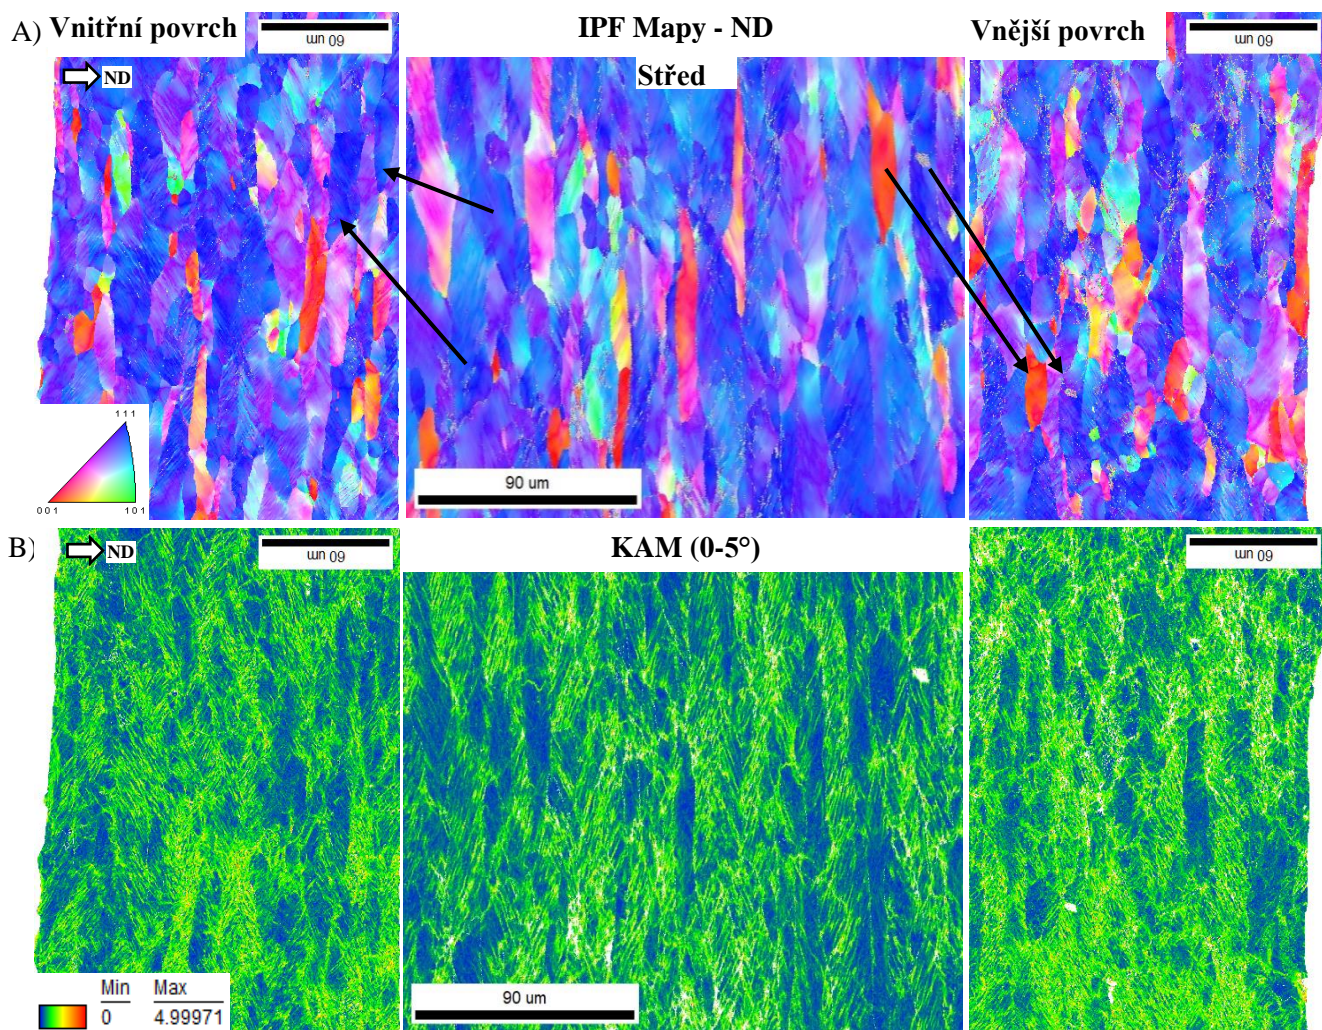 A) Vnitřní povrch
60 um
IPF Mapy - ND
Střed
Vnější povrch
60 um
ND
111
001
101
90 um
B)
ND
60 um
KAM (0-5°)
60 um
Min Max
0 4.99971
90 um